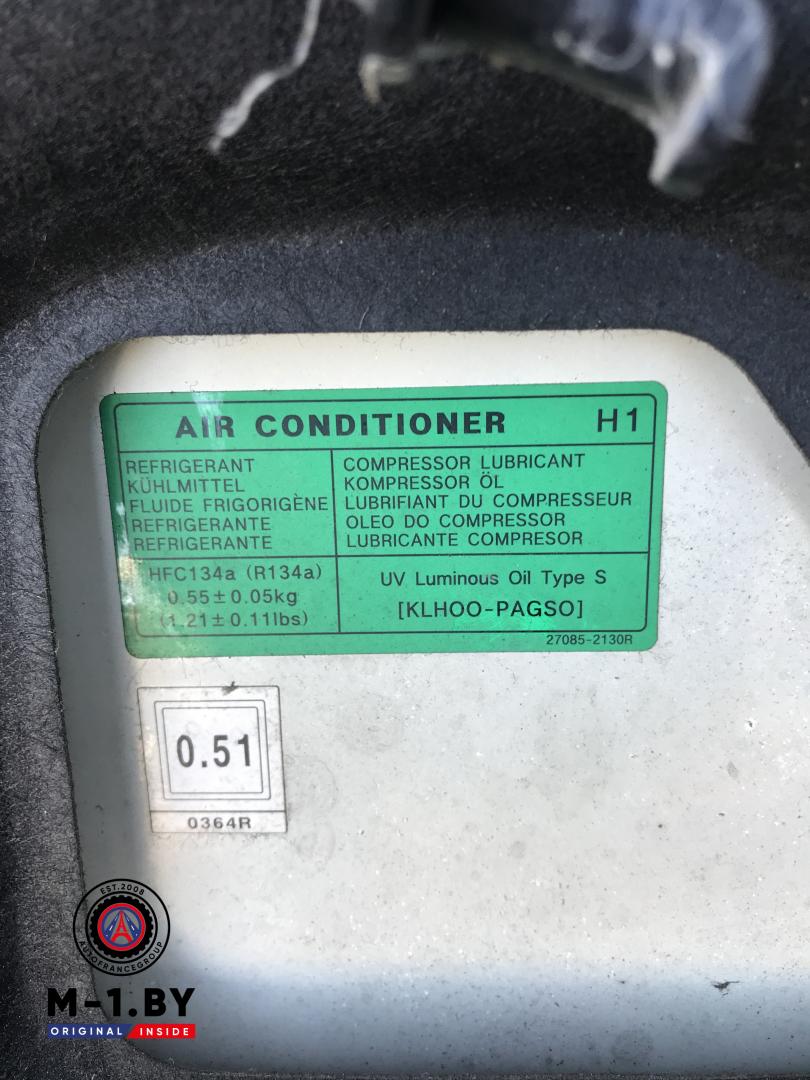 AIR CONDITIONER H1
REFRIGERANT
KÜHLMITTEL
FLUIDE FRIGORIGÈNE
REFRIGERANTE
REFRIGERANTE
COMPRESSOR LUBRICANT
KOMPRESSOR ÖL
LUBRIFIANT DU COMPRESSEUR
OLEO DO COMPRESSOR
LUBRICANTE COMPRESOR
HFC134a (R134a)
0.55±0.05kg
(1.21±0.11lbs)
UV Luminous Oil Type S
[KLHOO-PAGSO]
27085-2130R
0.51
0364R
EST.2008
AUTOFRANCEGROUP
M-1.BY
ORIGINAL INSIDE